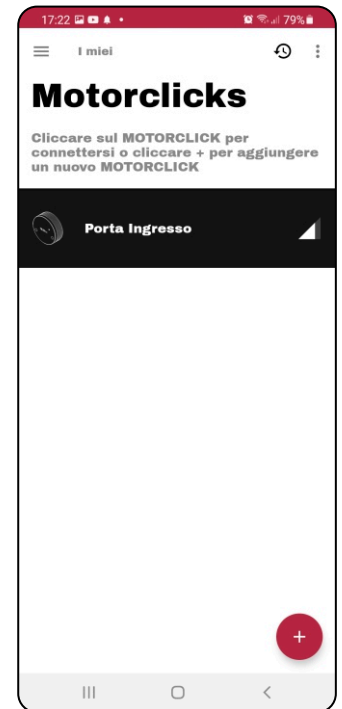 17:22 79%
I miei
Motorclicks
Cliccare sul MOTORCLICK per
connettersi o cliccare + per aggiungere
un nuovo MOTORCLICK
Porta Ingresso
+